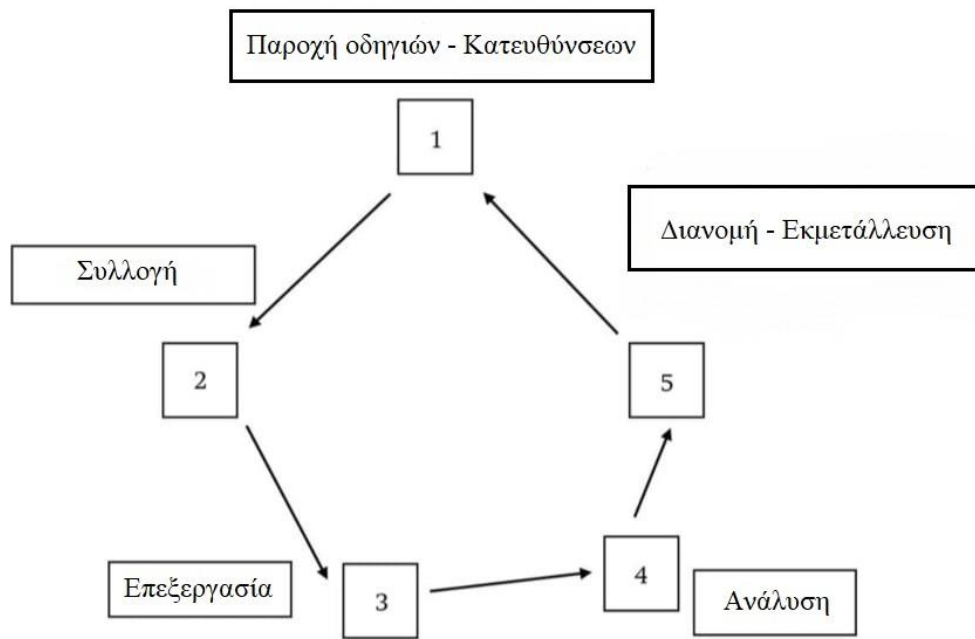 Παροχή οδηγιών - Κατευθύνσεων
1
Διανομή - Εκμετάλλευση
Συλλογή
2
5
Επεξεργασία
3
4
Ανάλυση